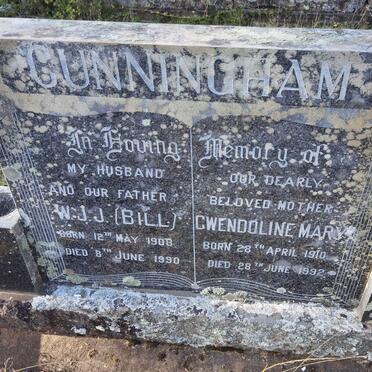 CUNNINGHAM
In Loving Memory of
MY HUSBAND
AND OUR FATHER
W.J.J. (BILL)
BORN 12TH MAY 1908
DIED 8TH JUNE 1990
OUR DEARLY
BELOVED MOTHER
GWENDOLINE MARY
BORN 28TH APRIL 1910
DIED 28TH JUNE 1992